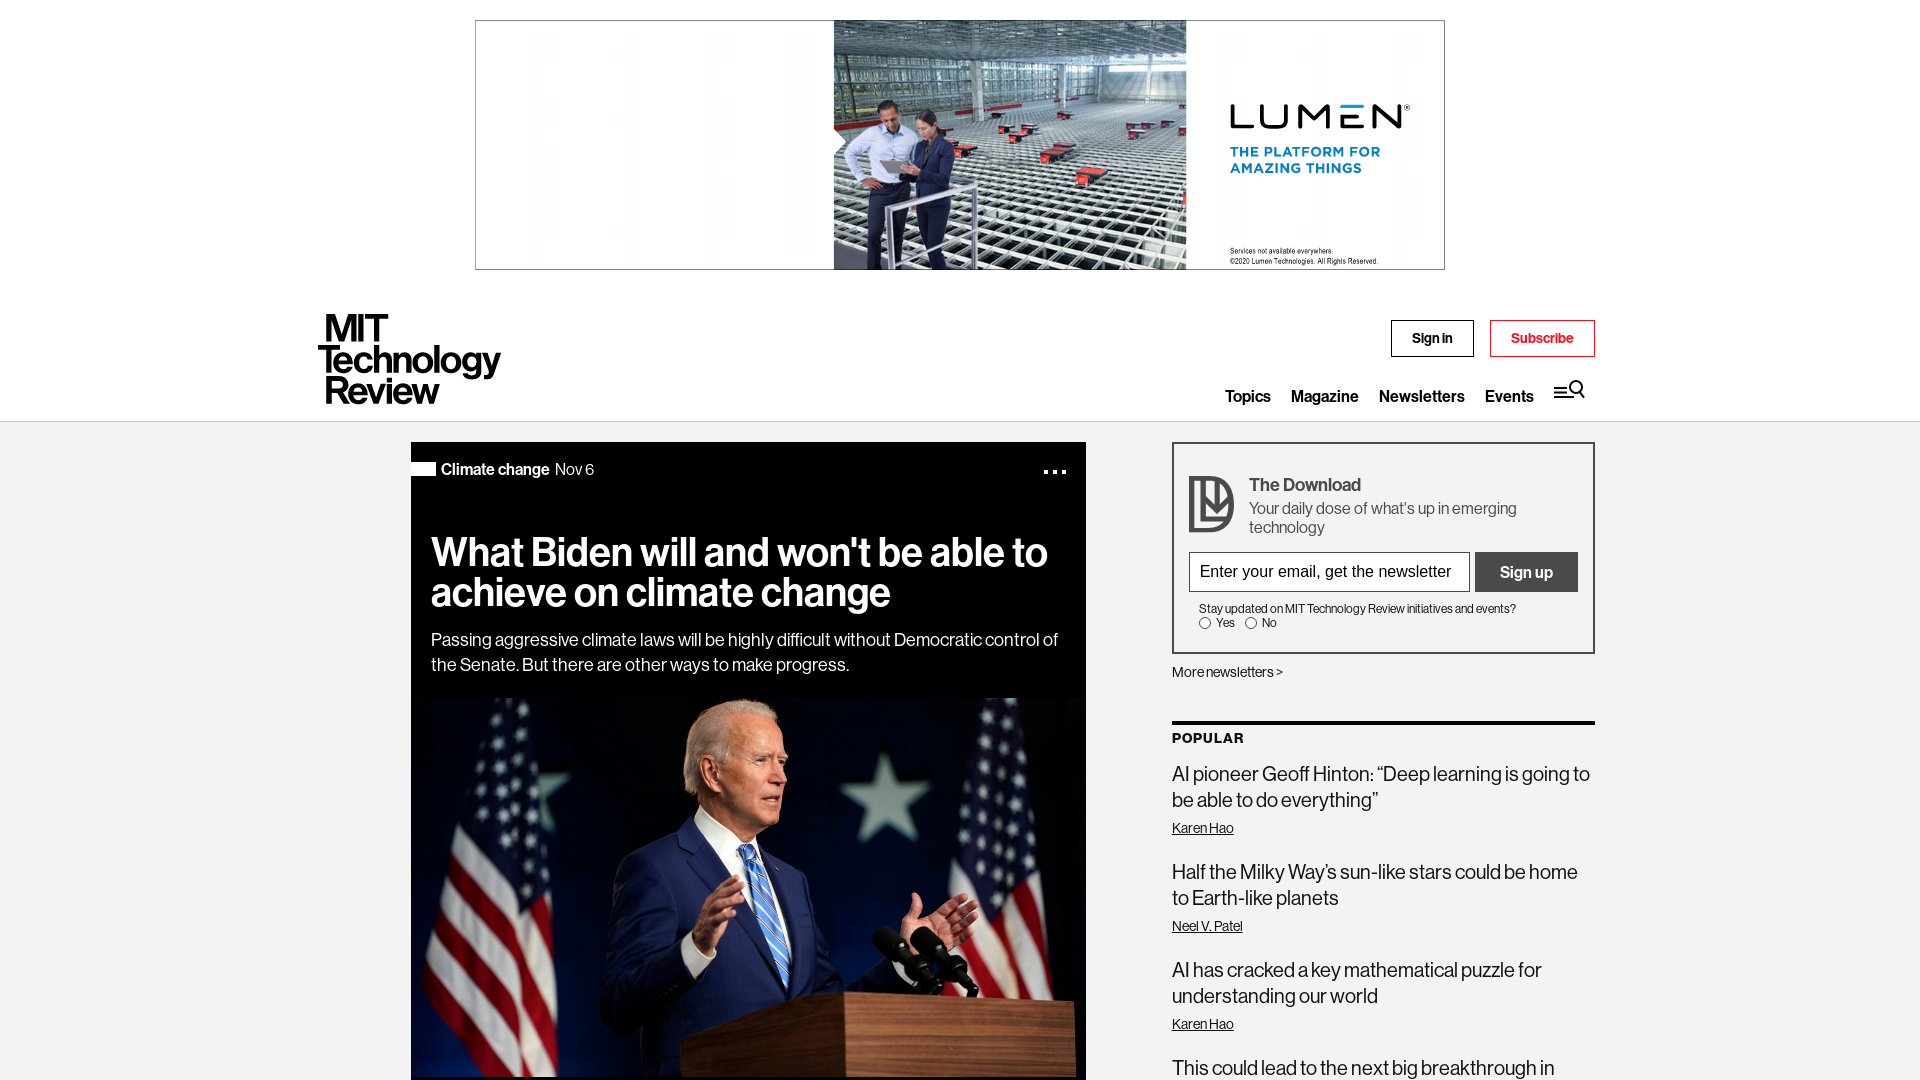 LUMEN®
THE PLATFORM FOR
AMAZING THINGS
Services not available everywhere.
©2020 Lumen Technologies. All Rights Reserved.
MIT
Technology
Review
Sign in
Subscribe
Topics
Magazine
Newsletters
Events
Climate change Nov 6
What Biden will and won't be able to
achieve on climate change
Passing aggressive climate laws will be highly difficult without Democratic control of
the Senate. But there are other ways to make progress.
The Download
Your daily dose of what's up in emerging
technology
Enter your email, get the newsletter
Sign up
Stay updated on MIT Technology Review initiatives and events?
Yes No
More newsletters >
POPULAR
AI pioneer Geoff Hinton: “Deep learning is going to
be able to do everything”
Karen Hao
Half the Milky Way’s sun-like stars could be home
to Earth-like planets
Neel V. Patel
AI has cracked a key mathematical puzzle for
understanding our world
Karen Hao
This could lead to the next big breakthrough in